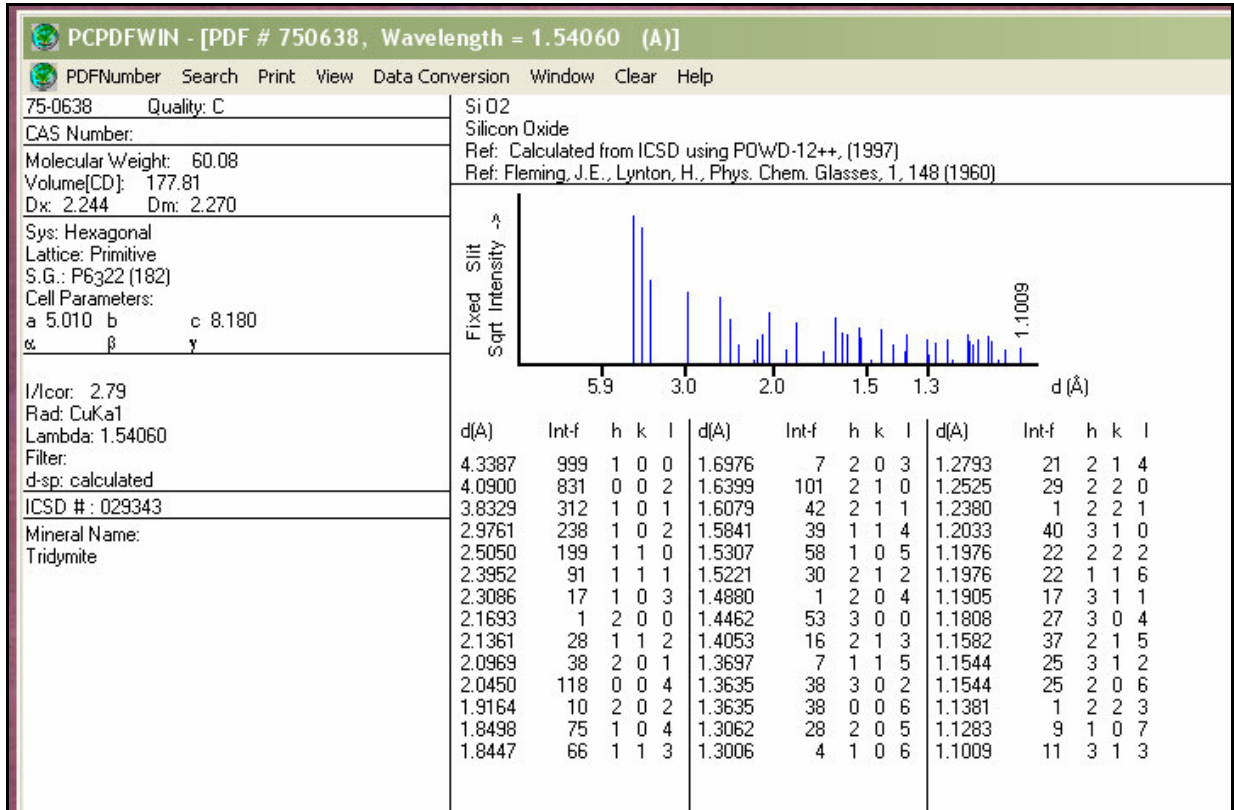 PCPDFWIN - [PDF # 750638, Wavelength = 1.54060 (A)]
PDFNumber Search Print View Data Conversion Window Clear Help
75-0638 Quality: C
CAS Number:
Molecular Weight: 60.08
Volume[CD]: 177.81
Dx: 2.244 Dm: 2.270
Sys: Hexagonal
Lattice: Primitive
S.G.: P6322 (182)
Cell Parameters:
a 5.010 b c 8.180
α β γ
I/Icor: 2.79
Rad: CuKa1
Lambda: 1.54060
Filter:
d-sp: calculated
ICSD # : 029343
Mineral Name:
Tridymite
Si O2
Silicon Oxide
Ref: Calculated from ICSD using POWD-12++, (1997)
Ref: Fleming, J.E., Lynton, H., Phys. Chem. Glasses, 1, 148 (1960)
Fixed Slit
Sqrt Intensity ->
1.1009
5.9 3.0 2.0 1.5 1.3 d (Å)
d(A) Int-f h k l d(A) Int-f h k l d(A) Int-f h k l
4.3387 999 1 0 0 1.6976 7 2 0 3 1.2793 21 2 1 4
4.0900 831 0 0 2 1.6399 101 2 1 0 1.2525 29 2 2 0
3.8329 312 1 0 1 1.6079 42 2 1 1 1.2380 1 2 2 1
2.9761 238 1 0 2 1.5841 39 1 1 4 1.2033 40 3 1 0
2.5050 199 1 1 0 1.5307 58 1 0 5 1.1976 22 2 2 2
2.3952 91 1 1 1 1.5221 30 2 1 2 1.1976 22 1 1 6
2.3086 17 1 0 3 1.4880 1 2 0 4 1.1905 17 3 1 1
2.1693 1 2 0 0 1.4462 53 3 0 0 1.1808 27 3 0 4
2.1361 28 1 1 2 1.4053 16 2 1 3 1.1582 37 2 1 5
2.0969 38 2 0 1 1.3697 7 1 1 5 1.1544 25 3 1 2
2.0450 118 0 0 4 1.3635 38 3 0 2 1.1544 25 2 0 6
1.9164 10 2 0 2 1.3635 38 0 0 6 1.1381 1 2 2 3
1.8498 75 1 0 4 1.3062 28 2 0 5 1.1283 9 1 0 7
1.8447 66 1 1 3 1.3006 4 1 0 6 1.1009 11 3 1 3